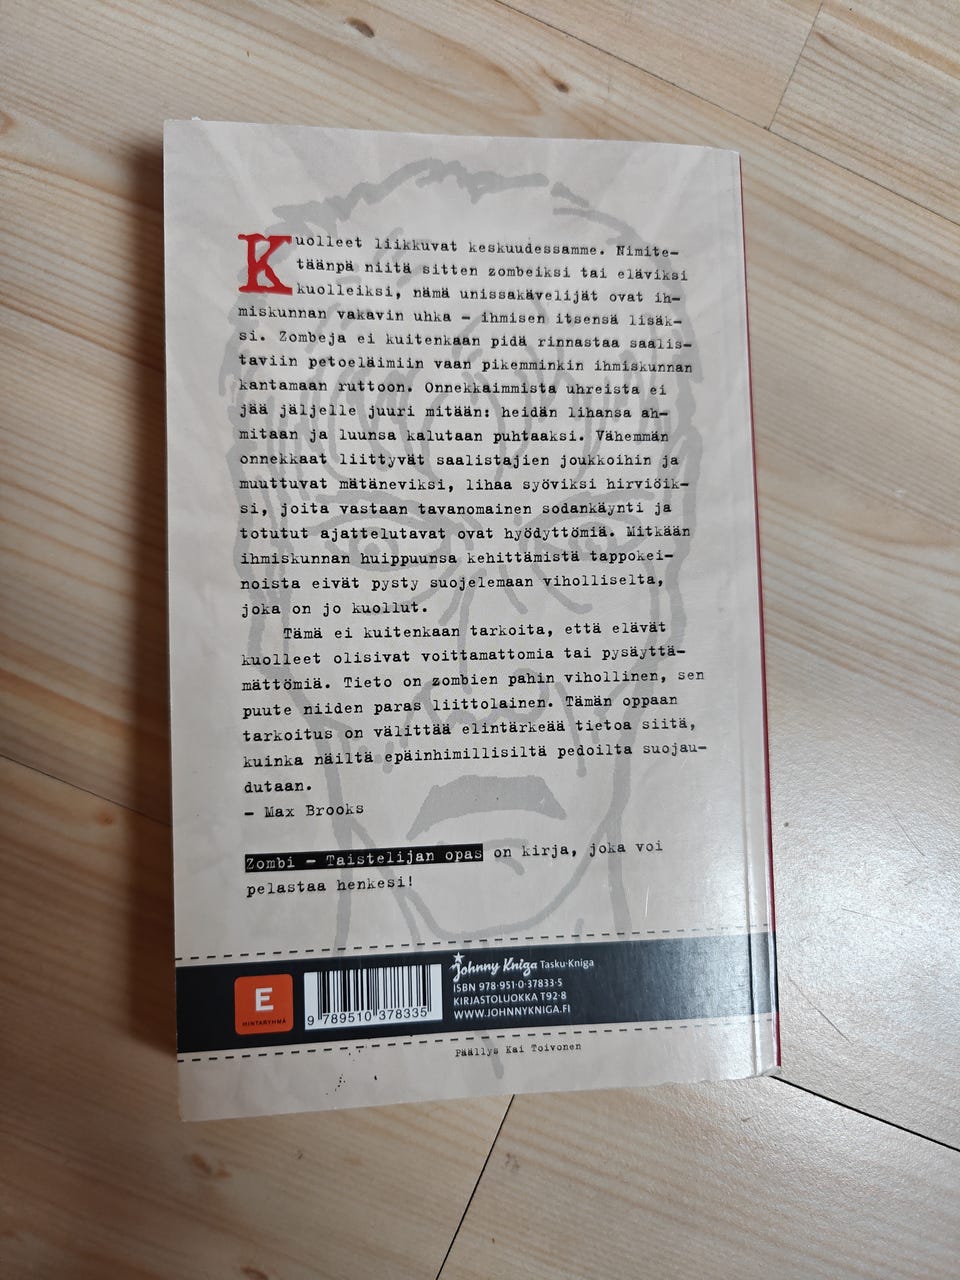 Kuolleet liikkuvat keskuudessamme. Nimite-
täänpä niitä sitten zombeiksi tai eläviksi
kuolleiksi, nämä unissakävelijät ovat ih-
miskunnan vakavin uhka – ihmisen itsensä lisäk-
si. Zombeja ei kuitenkaan pidä rinnastaa saalis-
taviin petoeläimiin vaan pikemminkin ihmiskunnan
kantamaan ruttoon. Onnekkaimmista uhreista ei
jää jäljelle juuri mitään: heidän lihansa ah-
mitaan ja luunsa kalutaan puhtaaksi. Vähemmän
onnekkaat liittyvät saalistajien joukkoihin ja
muuttuvat mätäneviksi, lihaa syöviksi hirviöik-
si, joita vastaan tavanomainen sodankäynti ja
totutut ajattelutavat ovat hyödyttömiä. Mitkään
ihmiskunnan huippuunsa kehittämistä tappokei-
noista eivät pysty suojelemaan viholliselta,
joka on jo kuollut.
Tämä ei kuitenkaan tarkoita, että elävät
kuolleet olisivat voittamattomia tai pysäyttä-
mättömiä. Tieto on zombien pahin vihollinen, sen
puute niiden paras liittolainen. Tämän oppaan
tarkoitus on välittää elintärkeää tietoa siitä,
kuinka näiltä epäinhimillisiltä pedoilta suojau-
dutaan.
– Max Brooks
Zombi – Taistelijan opas on kirja, joka voi
pelastaa henkesi!
E
HINTARYHMÄ
9 789510 378335
Johnny Kniga Tasku-Kniga
ISBN 978-951-0-37833-5
KIRJASTOLUOKKA T92-8
WWW.JOHNNYKNIGA.FI
Päällys Kai Toivonen